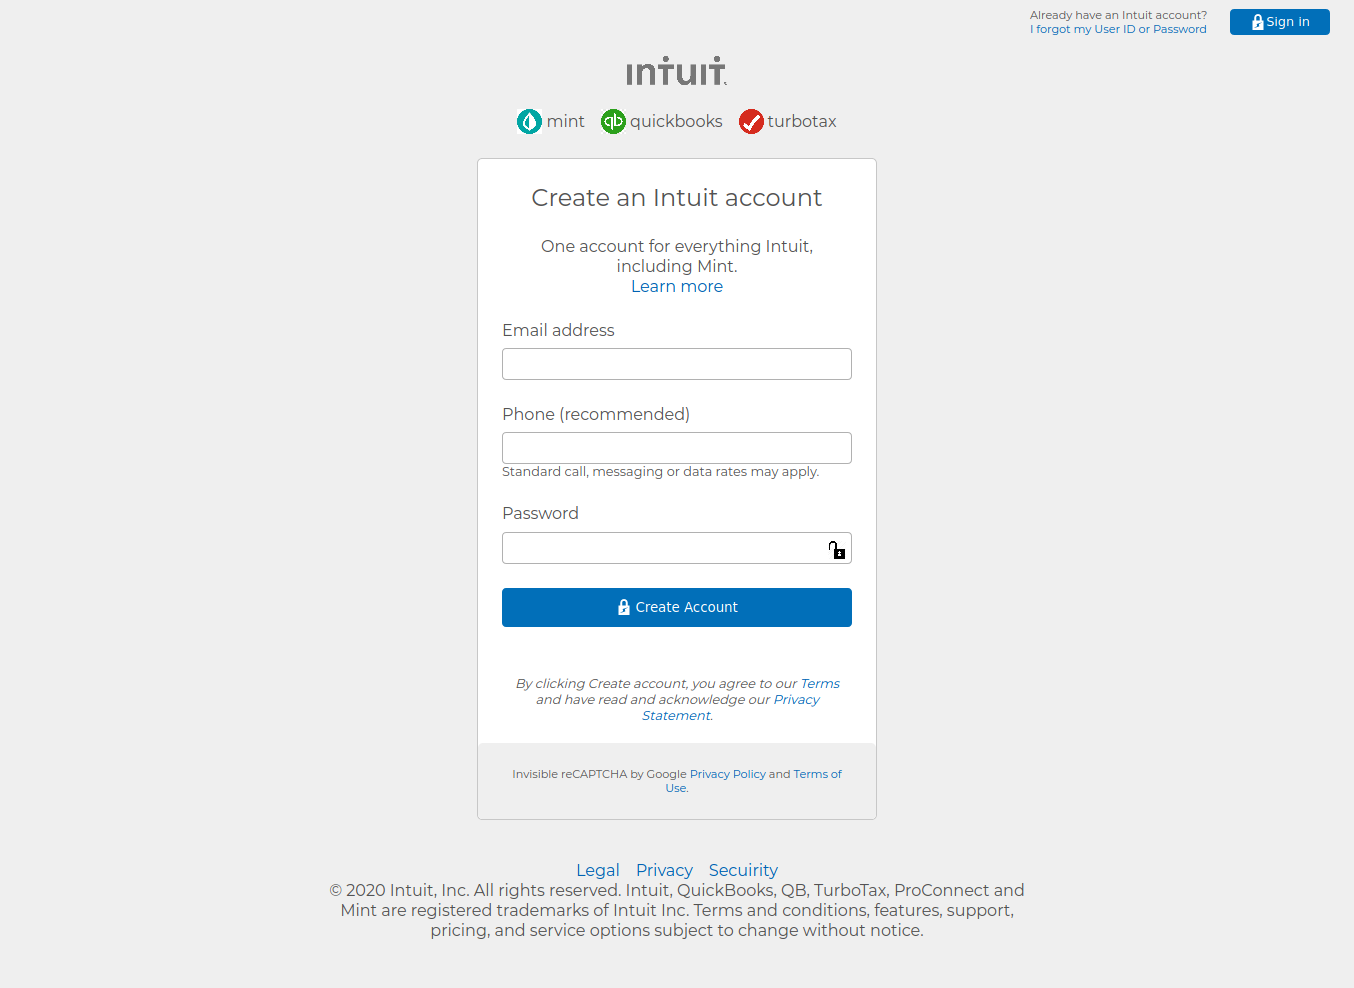 Already have an Intuit account?
I forgot my User ID or Password
Sign in
INTUIT
mint quickbooks turbotax
Create an Intuit account
One account for everything Intuit,
including Mint.
Learn more
Email address
Phone (recommended)
Standard call, messaging or data rates may apply.
Password
Create Account
By clicking Create account, you agree to our Terms
and have read and acknowledge our Privacy
Statement.
Invisible reCAPTCHA by Google Privacy Policy and Terms of
Use.
Legal Privacy Secuirity
© 2020 Intuit, Inc. All rights reserved. Intuit, QuickBooks, QB, TurboTax, ProConnect and
Mint are registered trademarks of Intuit Inc. Terms and conditions, features, support,
pricing, and service options subject to change without notice.